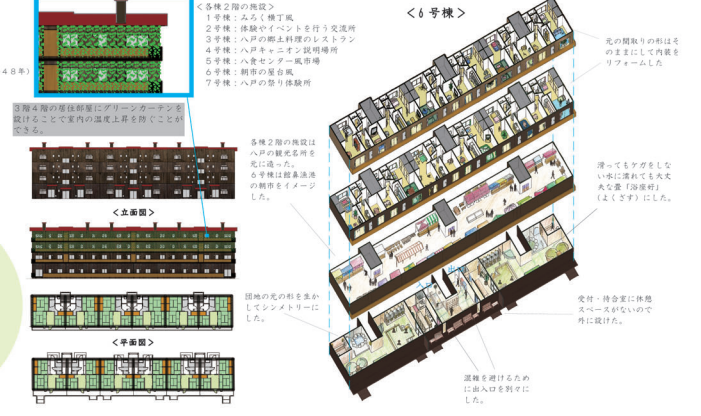 ＜各棟２階の施設＞
１号棟：みろく横丁風
２号棟：体験やイベントを行う交流所
３号棟：八戸の郷土料理のレストラン
４号棟：八戸キャニオン説明場所
５号棟：八食センター風市場
６号棟：朝市の屋台風
７号棟：八戸の祭り体験所
４８年）
３階４階の居住部屋にグリーンカーテンを
設けることで室内の温度上昇を防ぐことが
できる。
＜立面図＞
＜平面図＞
各棟２階の施設は
八戸の観光名所を
元に造った。
６号棟は館鼻漁港
の朝市をイメージ
した。
団地の元の形を生か
してシンメトリーに
した。
＜６号棟＞
元の間取りの形はそ
のままにして内装を
リフォームした
滑ってもケガをしな
い水に濡れても大丈
夫な畳「浴座好」
（よくざす）にした。
受付・待合室に休憩
スペースがないので
外に設けた。
混雑を避けるため
に出入口を別々に
した。